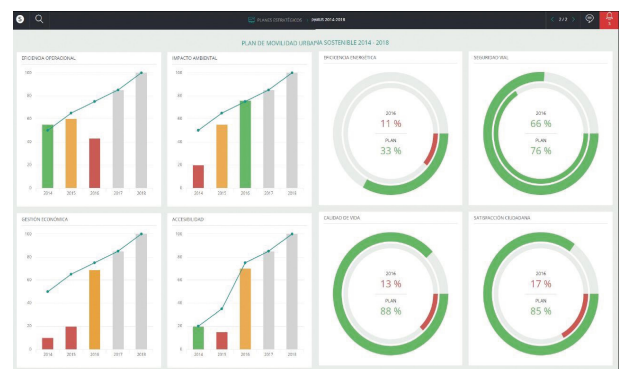 PLANES ESTRATÉGICOS PMUS 2014-2018
2 / 2
PLAN DE MOVILIDAD URBANA SOSTENIBLE 2014 - 2018
EFICIENCIA OPERACIONAL
100
80
60
40
20
0
2014 2015 2016 2017 2018
IMPACTO AMBIENTAL
100
80
60
40
20
0
2014 2015 2016 2017 2018
EFICIENCIA ENERGÉTICA
2016
11 %
PLAN
33 %
SEGURIDAD VIAL
2016
66 %
PLAN
76 %
GESTIÓN ECONÓMICA
100
80
60
40
20
0
2014 2015 2016 2017 2018
ACCESIBILIDAD
100
80
60
40
20
0
2014 2015 2016 2017 2018
CALIDAD DE VIDA
2016
13 %
PLAN
88 %
SATISFACCIÓN CIUDADANA
2016
17 %
PLAN
85 %